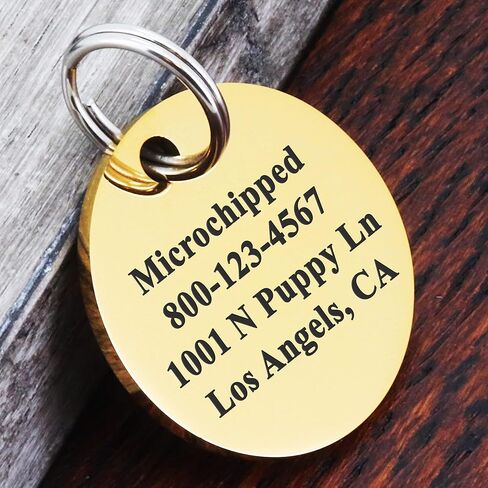 Microchipped
800-123-4567
1001 N Puppy Ln
Los Angels, CA